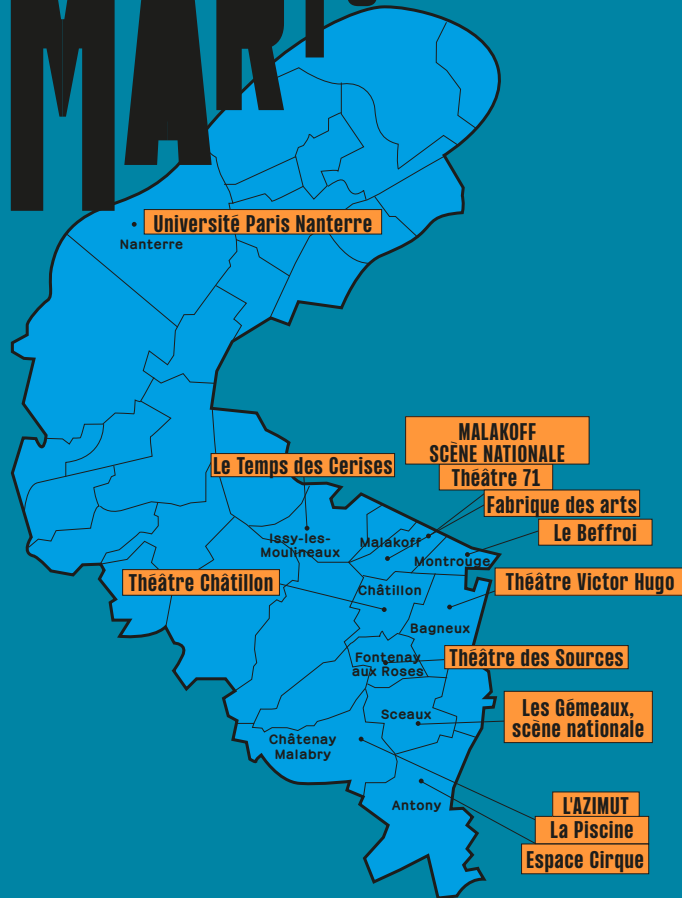 MAR
Université Paris Nanterre
Nanterre
MALAKOFF
SCÈNE NATIONALE
Théâtre 71
Le Temps des Cerises
Fabrique des arts
Le Beffroi
Issy-les-
Moulineaux
Malakoff
Montrouge
Théâtre Châtillon
Châtillon
Théâtre Victor Hugo
Bagneux
Fontenay
aux Roses
Théâtre des Sources
Sceaux
Les Gémeaux,
scène nationale
Châtenay
Malabry
Antony
L'AZIMUT
La Piscine
Espace Cirque